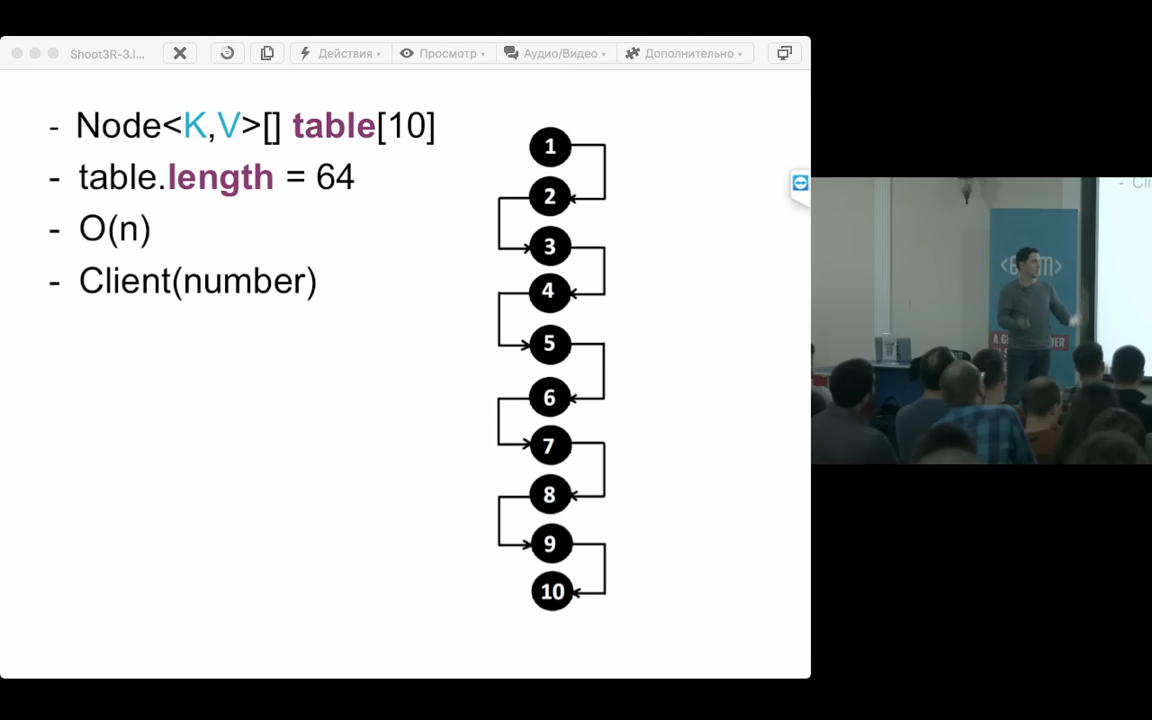 Shoot3R-3.l...
Действия
Просмотр
Аудио/Видео
Дополнительно
- Node<K,V>[] table[10]
- table.length = 64
- O(n)
- Client(number)
1
2
3
4
5
6
7
8
9
10